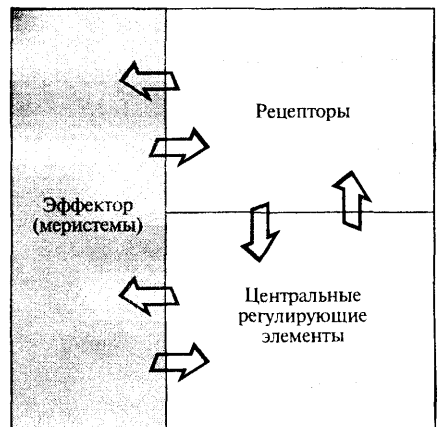 Рецепторы
Эффектор
(меристемы)
Центральные
регулирующие
элементы